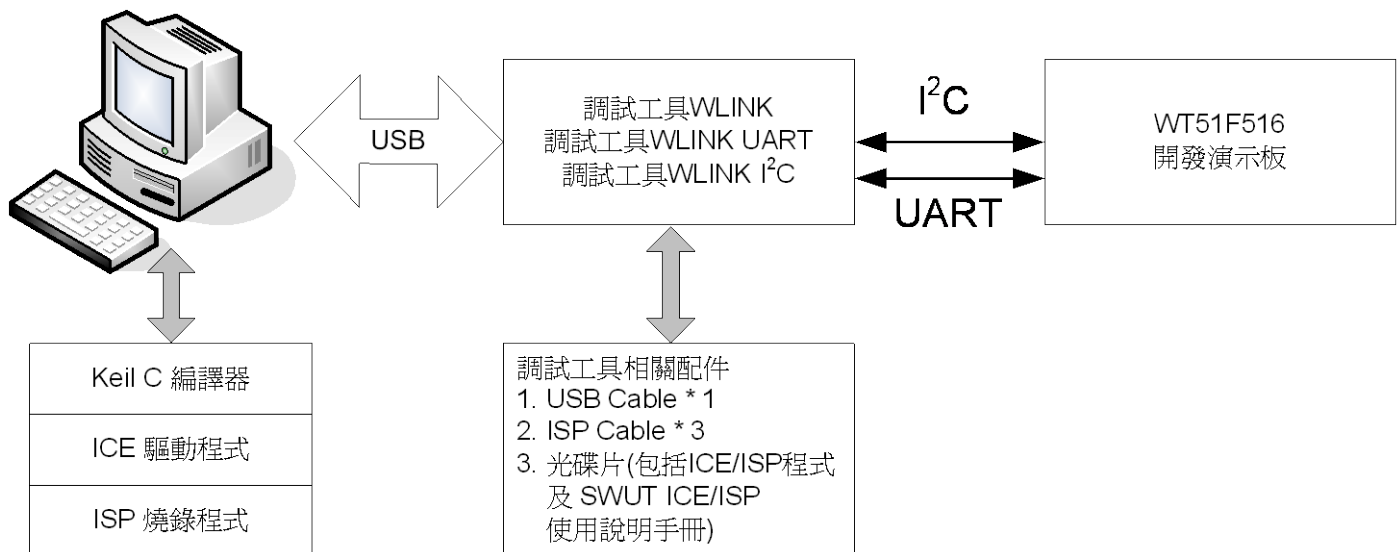 USB
調試工具WLINK
調試工具WLINK UART
調試工具WLINK I²C
I²C
UART
WT51F516
開發演示板
Keil C 編譯器
ICE 驅動程式
ISP 燒錄程式
調試工具相關配件
1. USB Cable * 1
2. ISP Cable * 3
3. 光碟片(包括ICE/ISP程式
及 SWUT ICE/ISP
使用說明手冊)